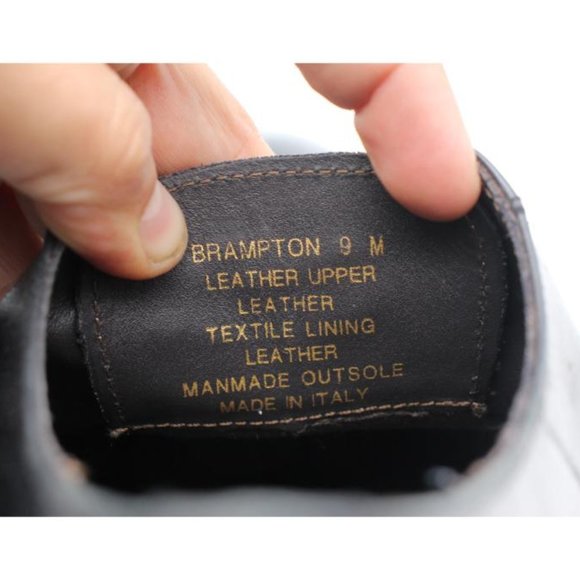 BRAMPTON 9 M
LEATHER UPPER
LEATHER
TEXTILE LINING
LEATHER
MANMADE OUTSOLE
MADE IN ITALY